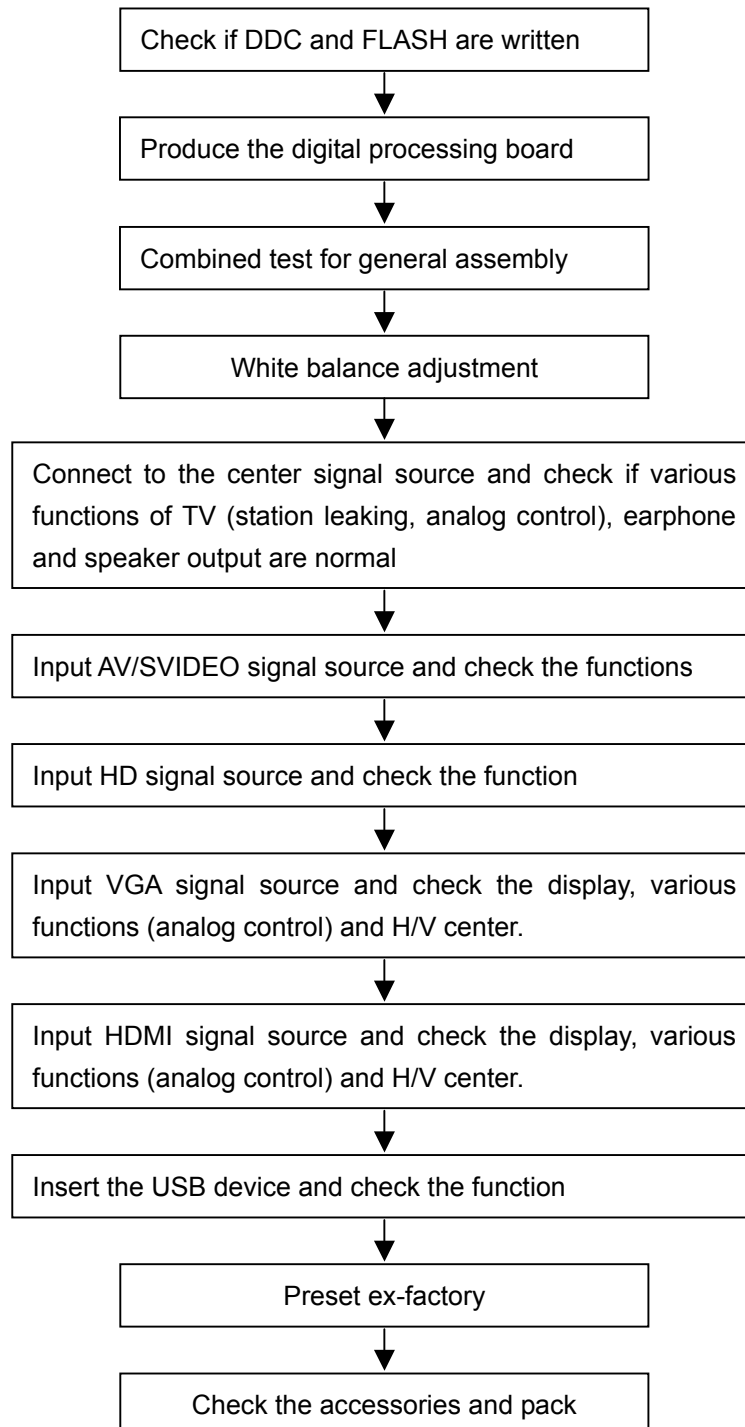 Check if DDC and FLASH are written
Produce the digital processing board
Combined test for general assembly
White balance adjustment
Connect to the center signal source and check if various
functions of TV (station leaking, analog control), earphone
and speaker output are normal
Input AV/SVIDEO signal source and check the functions
Input HD signal source and check the function
Input VGA signal source and check the display, various
functions (analog control) and H/V center.
Input HDMI signal source and check the display, various
functions (analog control) and H/V center.
Insert the USB device and check the function
Preset ex-factory
Check the accessories and pack